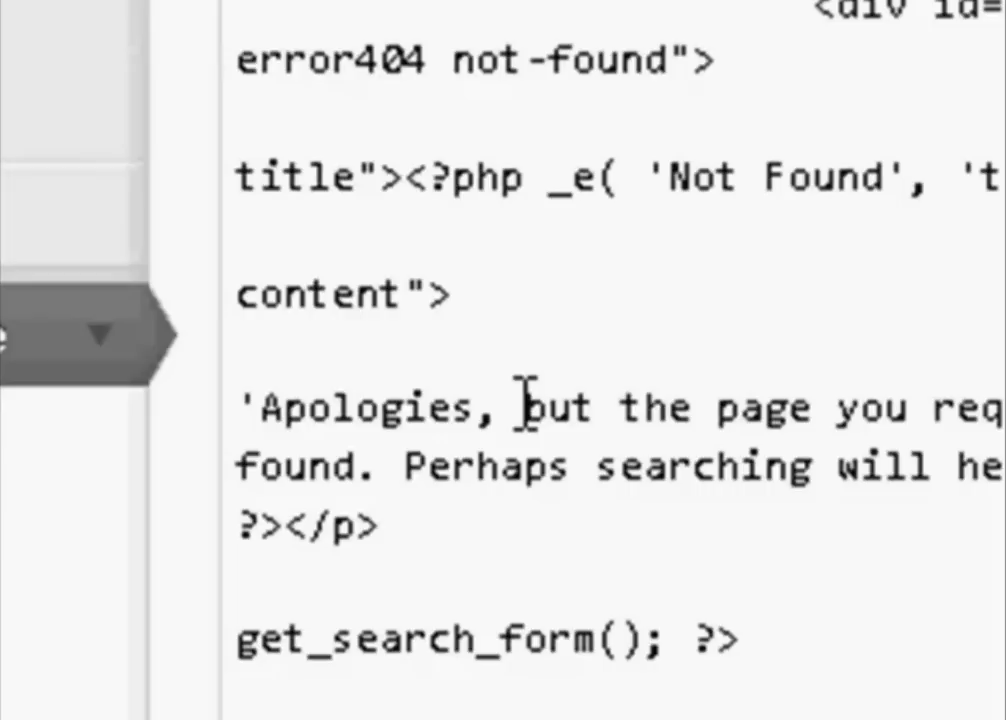 <div id=
error404 not-found">
title"><?php _e( 'Not Found', 't
content">
e
'Apologies, but the page you req
found. Perhaps searching will he
?></p>
get_search_form(); ?>